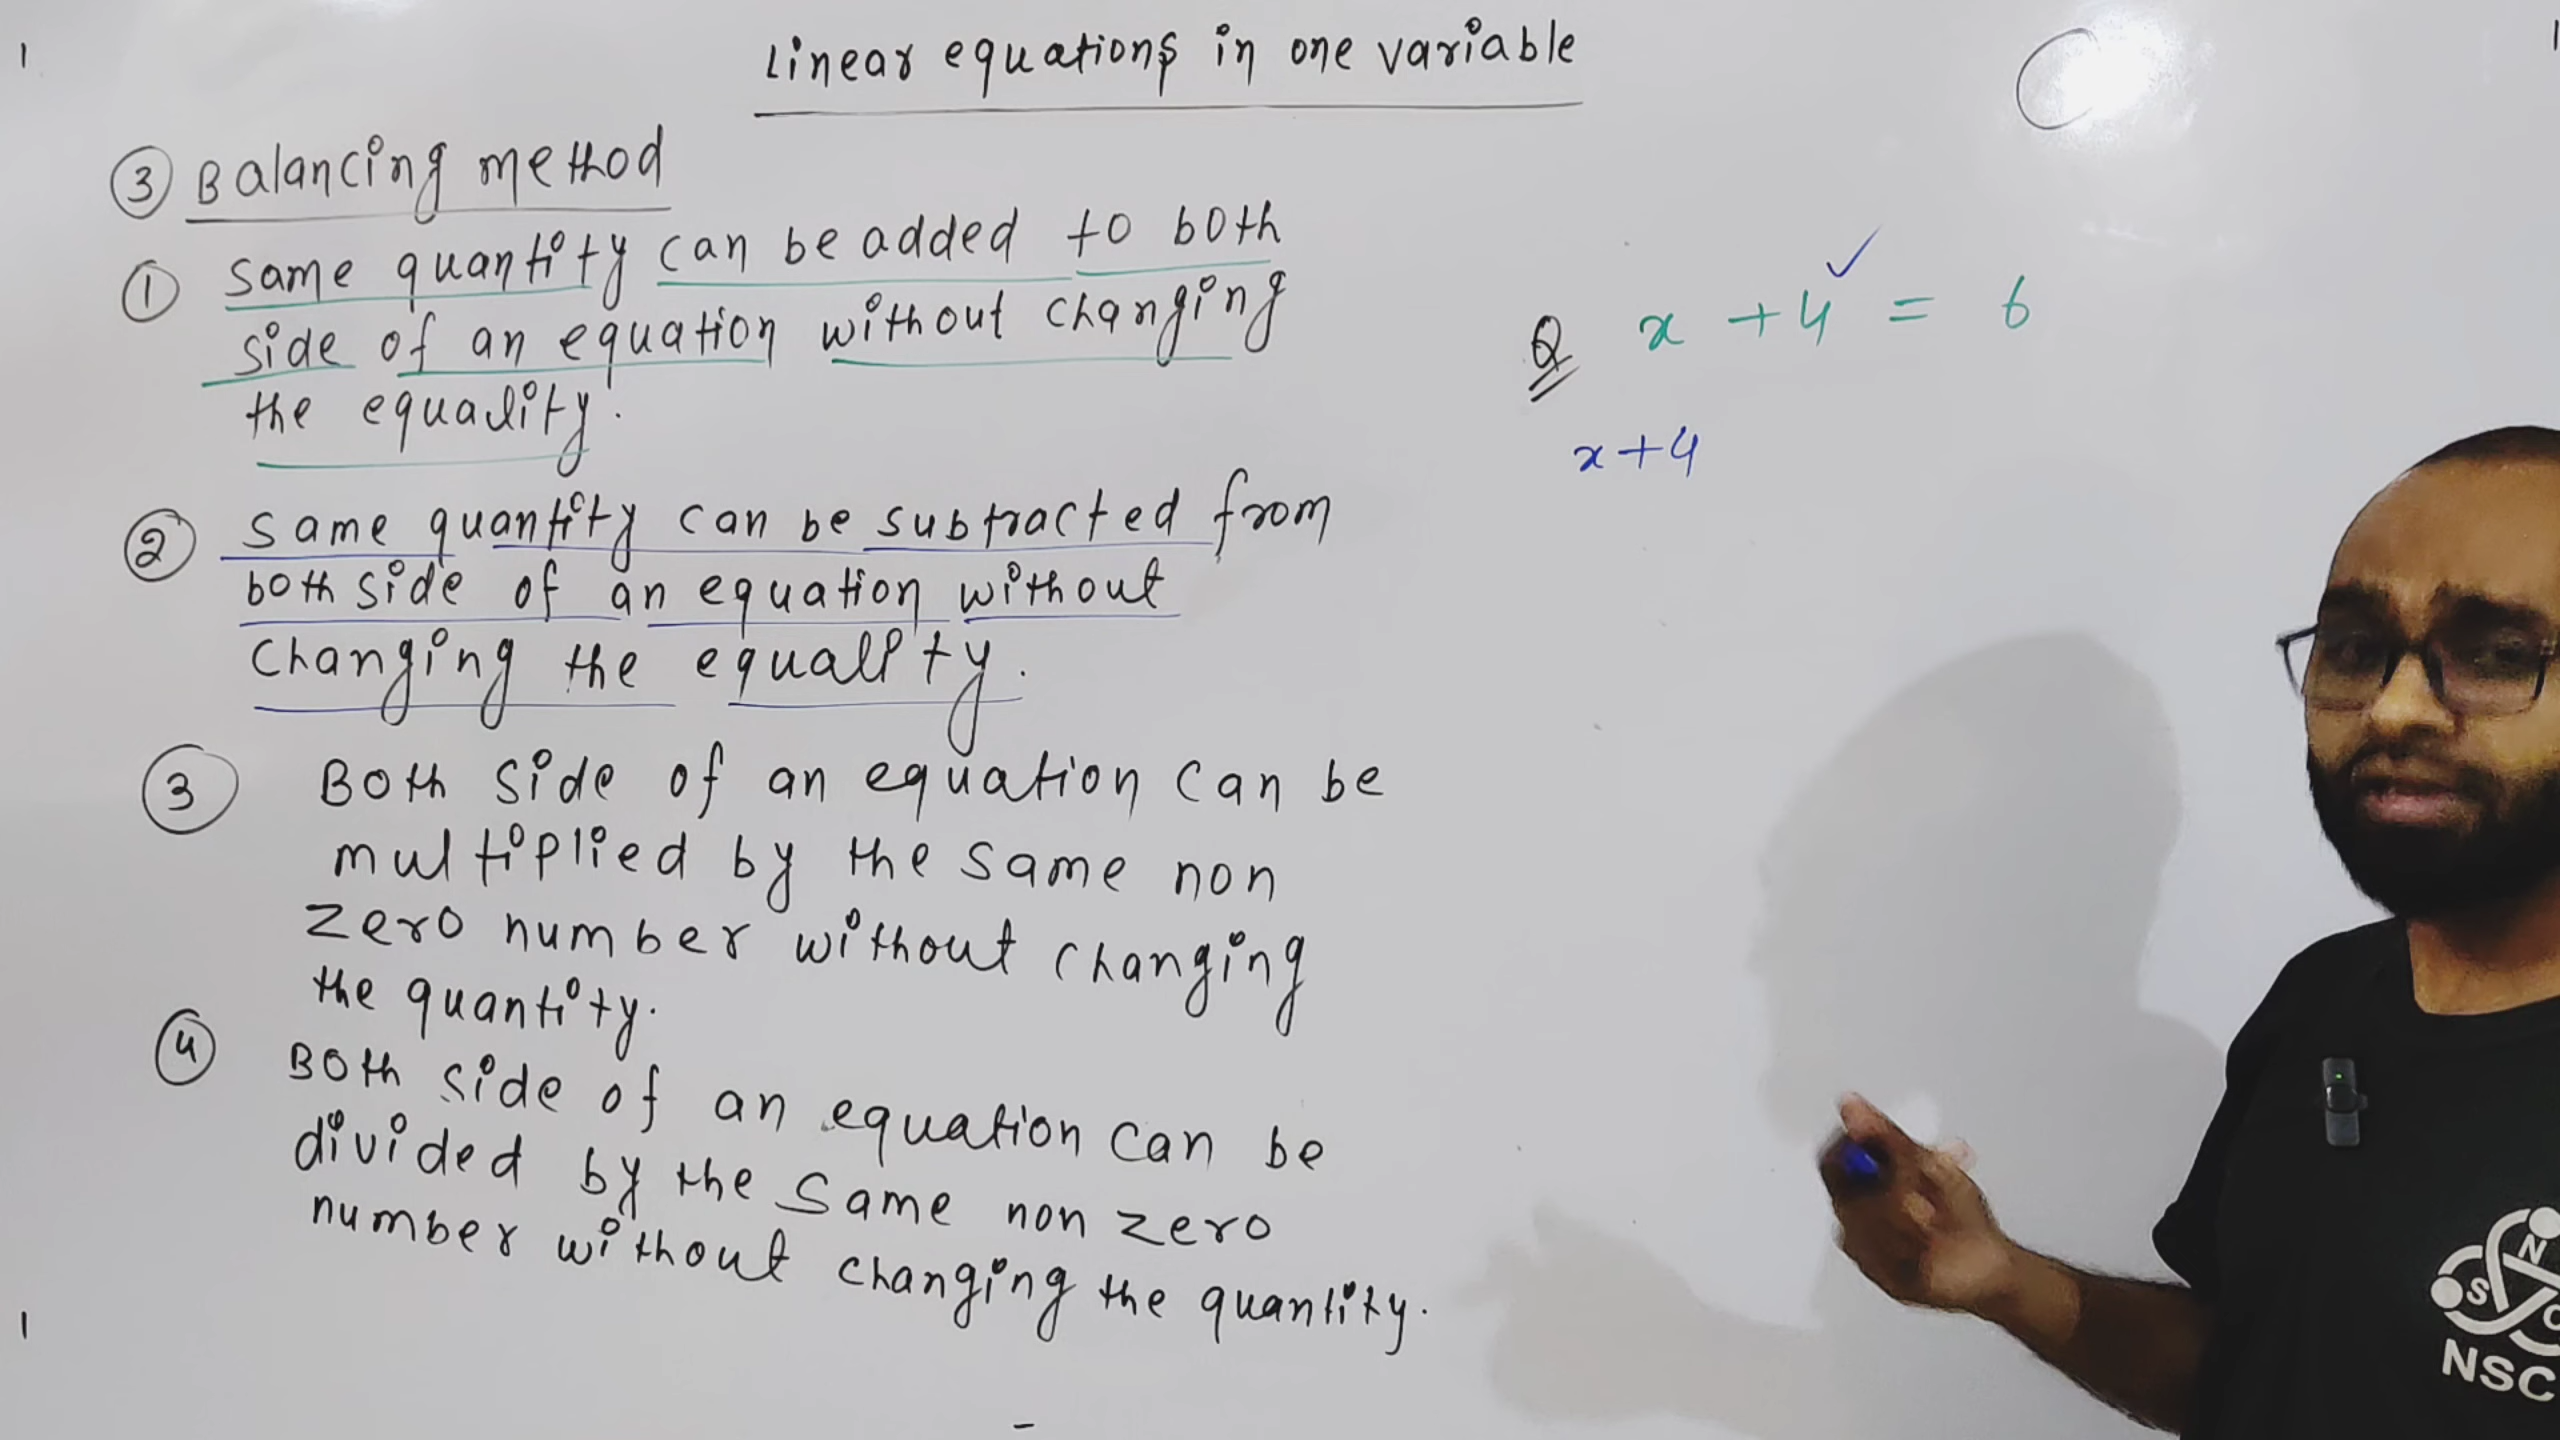 Linear equations in one variable
③ Balancing method
① Same quantity can be added to both
side of an equation without changing
the equality.
② Same quantity can be subtracted from
both side of an equation without
changing the equality.
③ Both side of an equation can be
multiplied by the same non
zero number without changing
the quantity.
④ Both side of an equation can be
divided by the same non zero
number without changing the quantity.
Q x + 4 = 6
x + 4
N
S
C
NSC